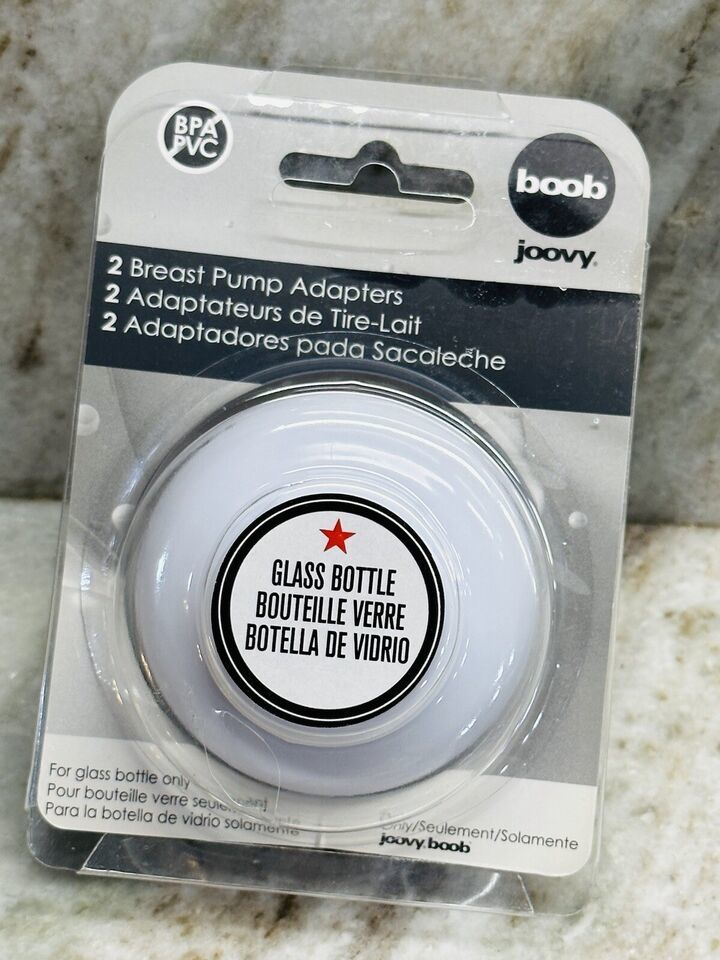 BPA
PVC
boob
joovy.
2 Breast Pump Adapters
2 Adaptateurs de Tire-Lait
2 Adaptadores pada Sacaleche
GLASS BOTTLE
BOUTEILLE VERRE
BOTELLA DE VIDRIO
For glass bottle only
Pour bouteille verre seulement
Para la botella de vidrio solamente
Only/Seulement/Solamente
joovy boob